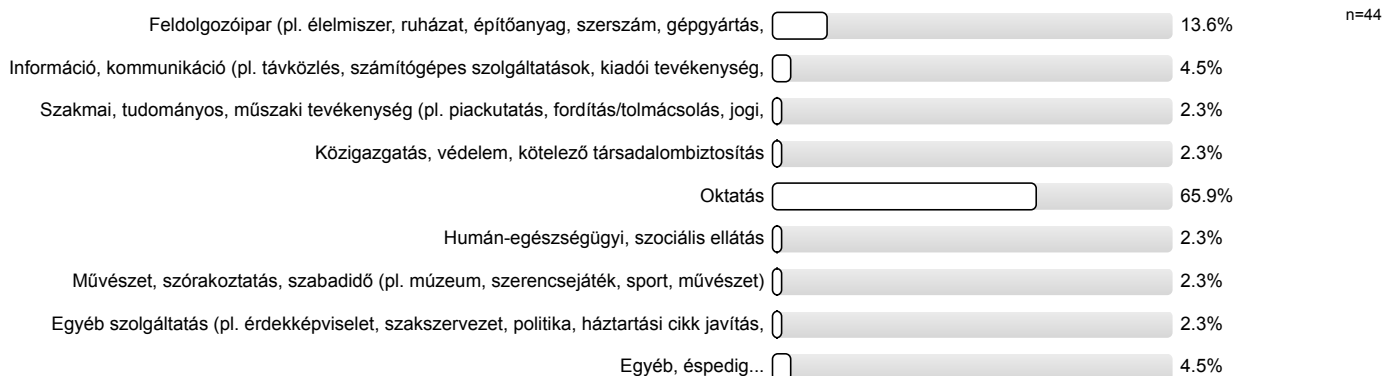 Feldolgozóipar (pl. élelmiszer, ruházat, építőanyag, szerszám, gépgyártás, 13.6% n=44
Információ, kommunikáció (pl. távközlés, számítógépes szolgáltatások, kiadói tevékenység, 4.5%
Szakmai, tudományos, műszaki tevékenység (pl. piackutatás, fordítás/tolmácsolás, jogi, 2.3%
Közigazgatás, védelem, kötelező társadalombiztosítás 2.3%
Oktatás 65.9%
Humán-egészségügyi, szociális ellátás 2.3%
Művészet, szórakoztatás, szabadidő (pl. múzeum, szerencsejáték, sport, művészet) 2.3%
Egyéb szolgáltatás (pl. érdekképviselet, szakszervezet, politika, háztartási cikk javítás, 2.3%
Egyéb, éspedig... 4.5%